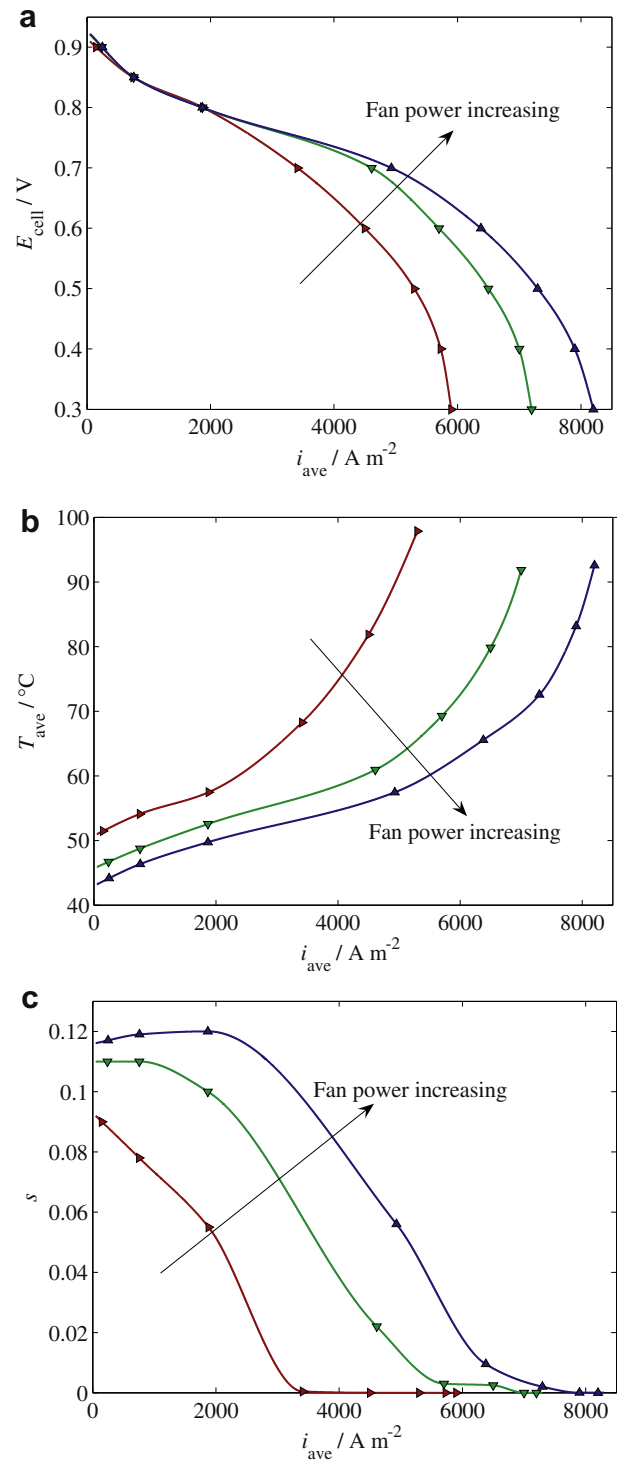 a
0.9
0.8
0.7
0.6
0.5
0.4
0.3
E_cell / V
Fan power increasing
0 2000 4000 6000 8000
i_ave / A m⁻²
b
100
90
80
70
60
50
40
T_ave / °C
Fan power increasing
0 2000 4000 6000 8000
i_ave / A m⁻²
c
0.12
0.1
0.08
0.06
0.04
0.02
0
s
Fan power increasing
0 2000 4000 6000 8000
i_ave / A m⁻²